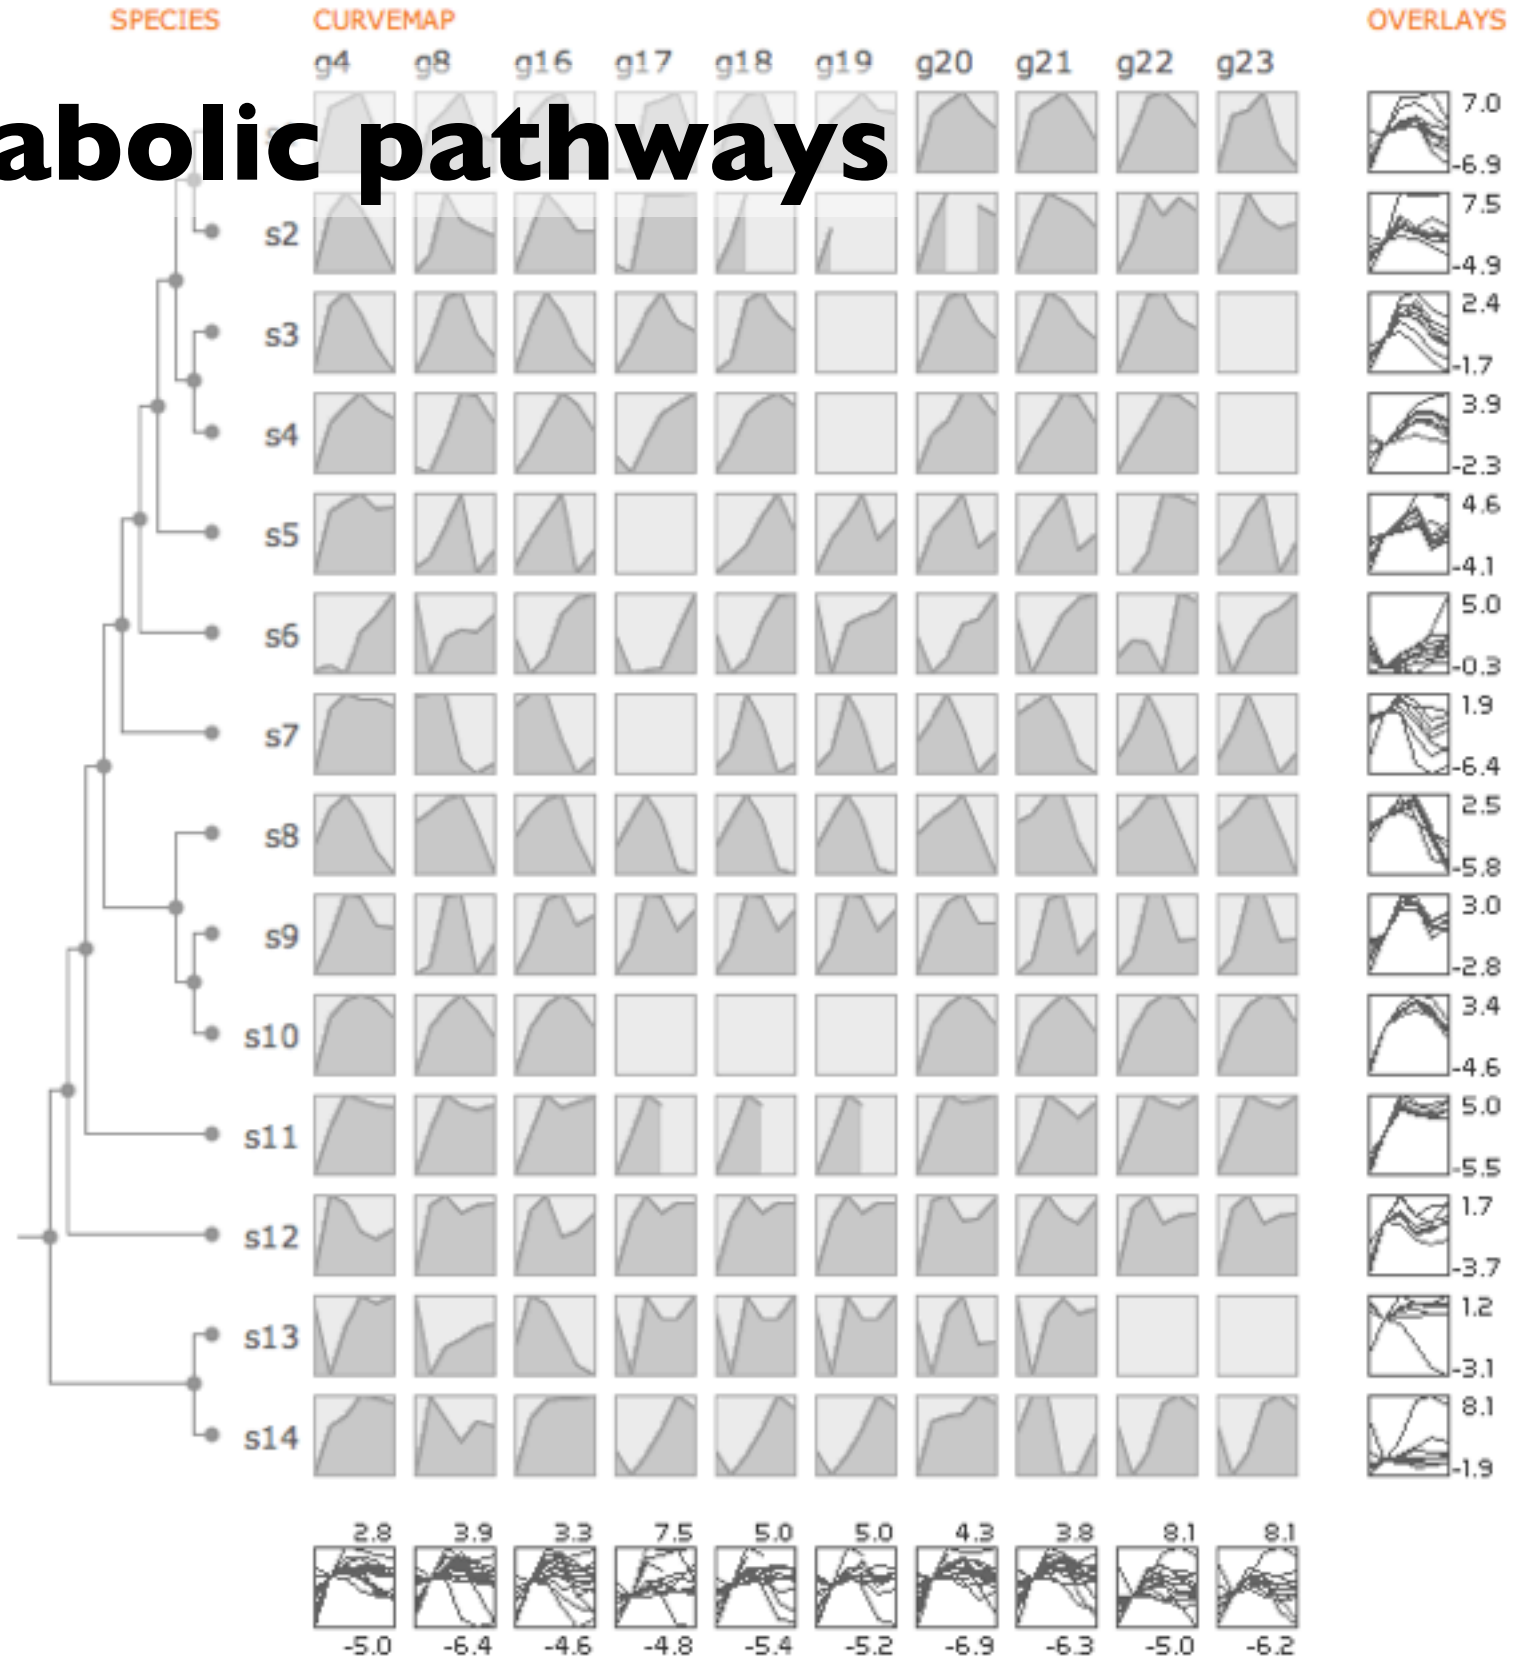 SPECIES CURVEMAP OVERLAYS
g4 g8 g16 g17 g18 g19 g20 g21 g22 g23
abolic pathways
7.0
-6.9
s2 7.5
-4.9
s3 2.4
-1.7
s4 3.9
-2.3
s5 4.6
-4.1
s6 5.0
-0.3
s7 1.9
-6.4
s8 2.5
-5.8
s9 3.0
-2.8
s10 3.4
-4.6
s11 5.0
-5.5
s12 1.7
-3.7
s13 1.2
-3.1
s14 8.1
-1.9
2.8 3.9 3.3 7.5 5.0 5.0 4.3 3.8 8.1 8.1
-5.0 -6.4 -4.6 -4.8 -5.4 -5.2 -6.9 -6.3 -5.0 -6.2